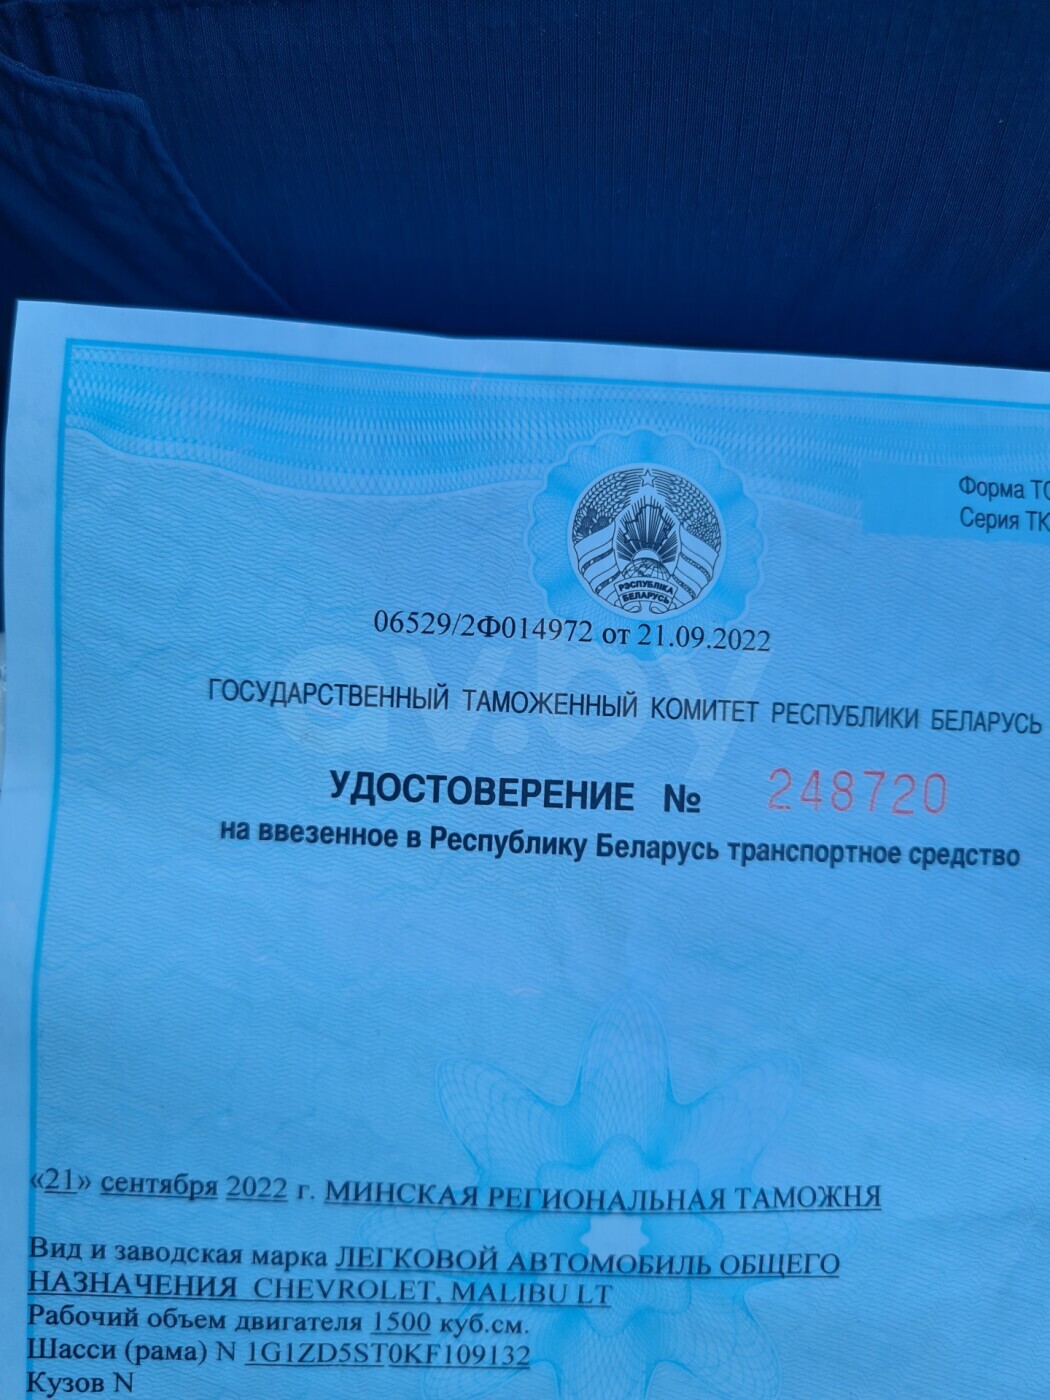 Форма ТС
Серия ТК
РЭСПУБЛІКА
БЕЛАРУСЬ
06529/2Ф014972 от 21.09.2022
av.by
ГОСУДАРСТВЕННЫЙ ТАМОЖЕННЫЙ КОМИТЕТ РЕСПУБЛИКИ БЕЛАРУСЬ
УДОСТОВЕРЕНИЕ № 248720
на ввезенное в Республику Беларусь транспортное средство
«21» сентября 2022 г. МИНСКАЯ РЕГИОНАЛЬНАЯ ТАМОЖНЯ
Вид и заводская марка ЛЕГКОВОЙ АВТОМОБИЛЬ ОБЩЕГО
НАЗНАЧЕНИЯ CHEVROLET, MALIBU LT
Рабочий объем двигателя 1500 куб.см.
Шасси (рама) N 1G1ZD5ST0KF109132
Кузов N